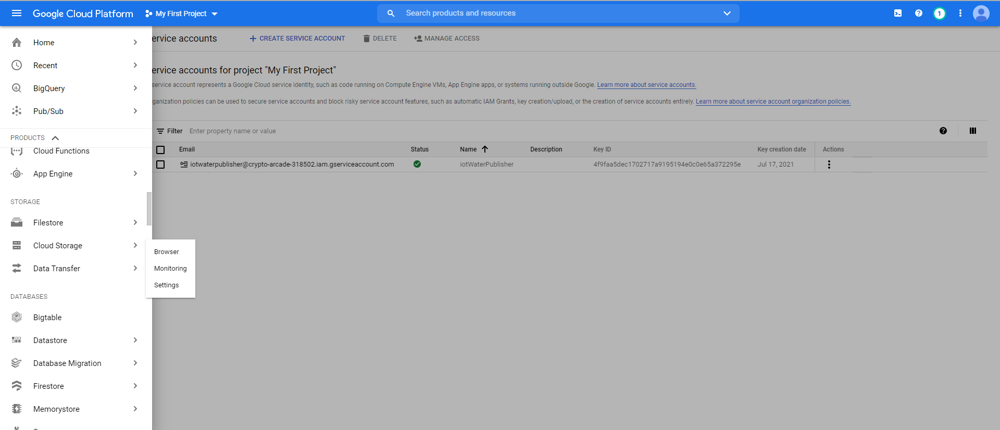 Google Cloud Platform My First Project Search products and resources 1
Home
Recent
BigQuery
Pub/Sub
PRODUCTS
Cloud Functions
App Engine
STORAGE
Filestore
Cloud Storage
Data Transfer
DATABASES
Bigtable
Datastore
Database Migration
Firestore
Memorystore
Browser
Monitoring
Settings
ervice accounts CREATE SERVICE ACCOUNT DELETE MANAGE ACCESS
ervice accounts for project "My First Project"
service account represents a Google Cloud service identity, such as code running on Compute Engine VMs, App Engine apps, or systems running outside Google. Learn more about service accounts.
ganization policies can be used to secure service accounts and block risky service account features, such as automatic IAM Grants, key creation/upload, or the creation of service accounts entirely. Learn more about service account organization policies.
Filter Enter property name or value
Email Status Name Description Key ID Key creation date Actions
iotwaterpublisher@crypto-arcade-318502.iam.gserviceaccount.com iotWaterPublisher 4f9faa5dec1702717a9195194e0c0e65a372295e Jul 17, 2021